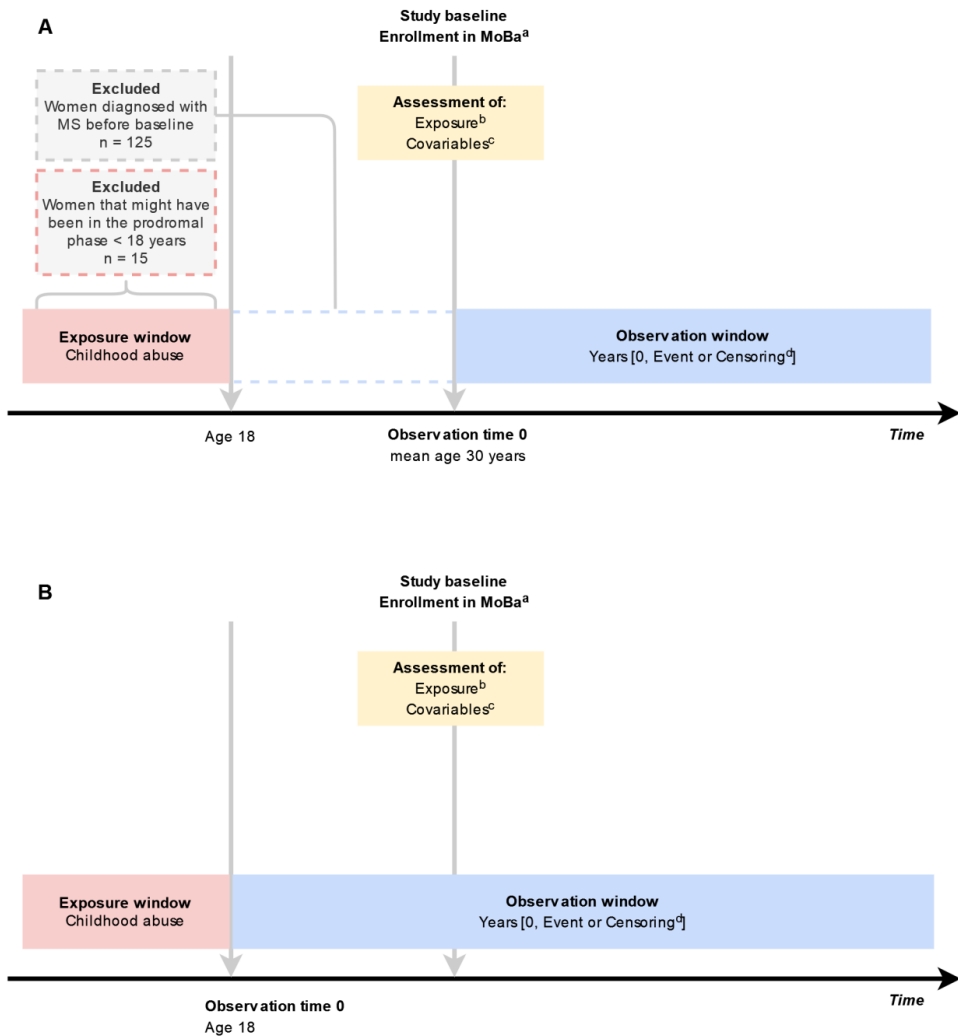 A
Study baseline
Enrollment in MoBaᵃ
Excluded
Women diagnosed with
MS before baseline
n = 125
Assessment of:
Exposureᵇ
Covariablesᶜ
Excluded
Women that might have
been in the prodromal
phase < 18 years
n = 15
Exposure window
Childhood abuse
Observation window
Years [0, Event or Censoringᵈ]
Age 18
Observation time 0
mean age 30 years
Time
B
Study baseline
Enrollment in MoBaᵃ
Assessment of:
Exposureᵇ
Covariablesᶜ
Exposure window
Childhood abuse
Observation window
Years [0, Event or Censoringᵈ]
Time
Observation time 0
Age 18